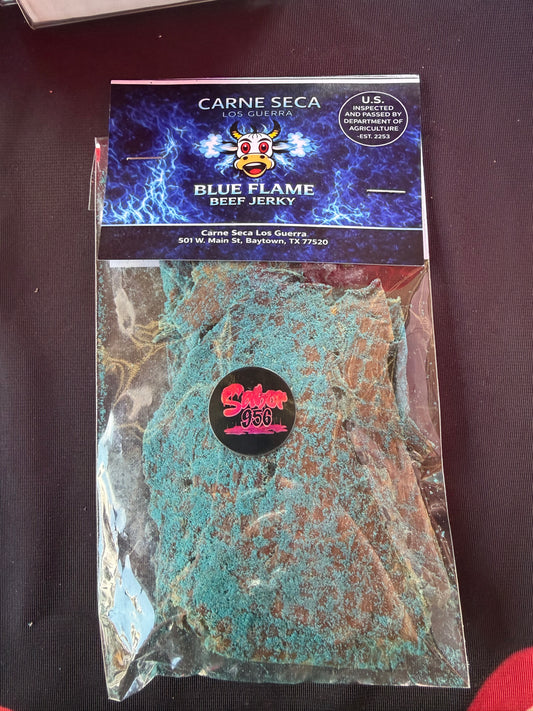 CARNE SECA
LOS GUERRA
U.S.
INSPECTED
AND PASSED BY
DEPARTMENT OF
AGRICULTURE
-EST. 2253
BLUE FLAME
BEEF JERKY
Carne Seca Los Guerra
501 W. Main St, Baytown, TX 77520
Sabor
956